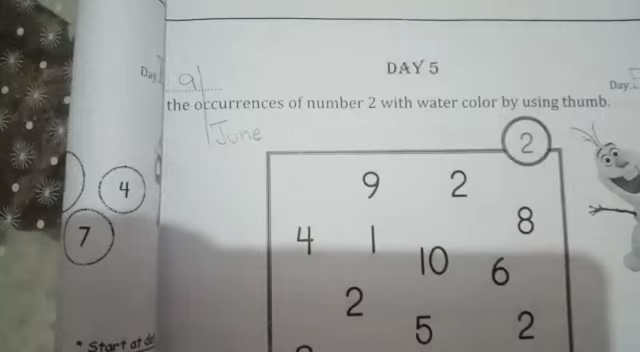 DAY 5
Day
9
Day
the occurrences of number 2 with water color by using thumb.
June
2
9 2
4
8
4 1
7
10 6
2
5 2
* Start at